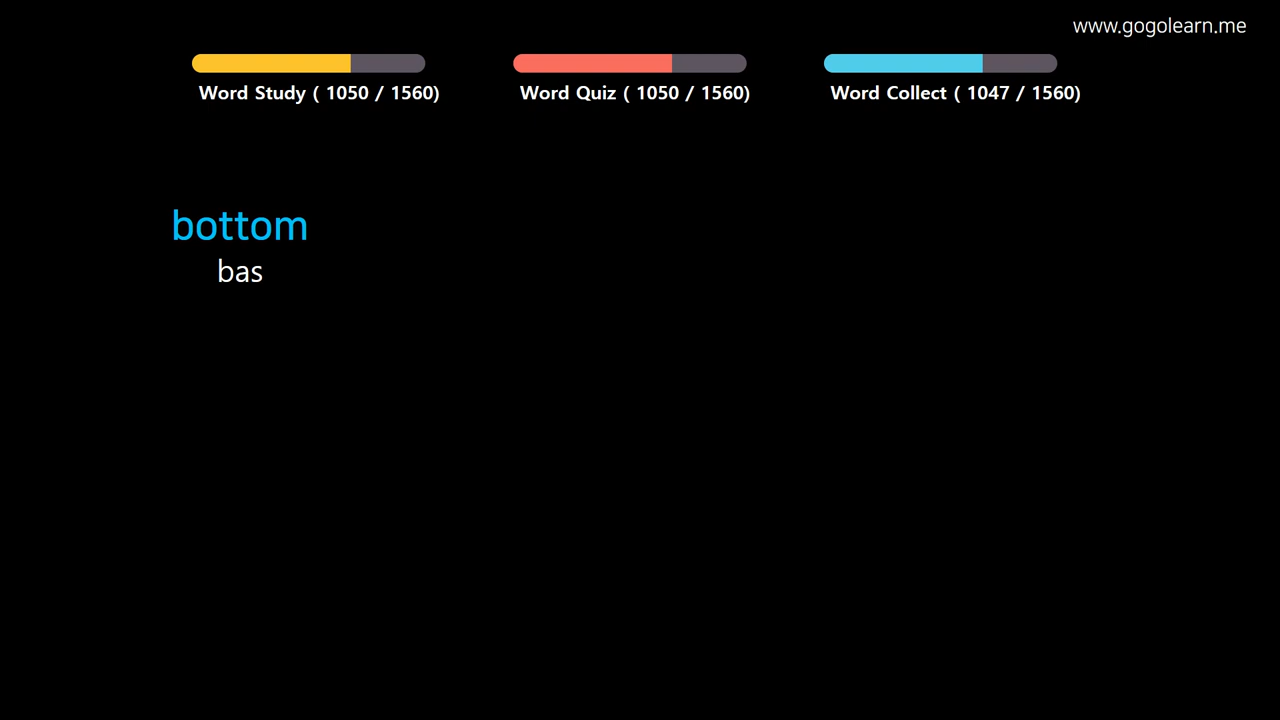 www.gogolearn.me
Word Study ( 1050 / 1560)
Word Quiz ( 1050 / 1560)
Word Collect ( 1047 / 1560)
bottom
bas